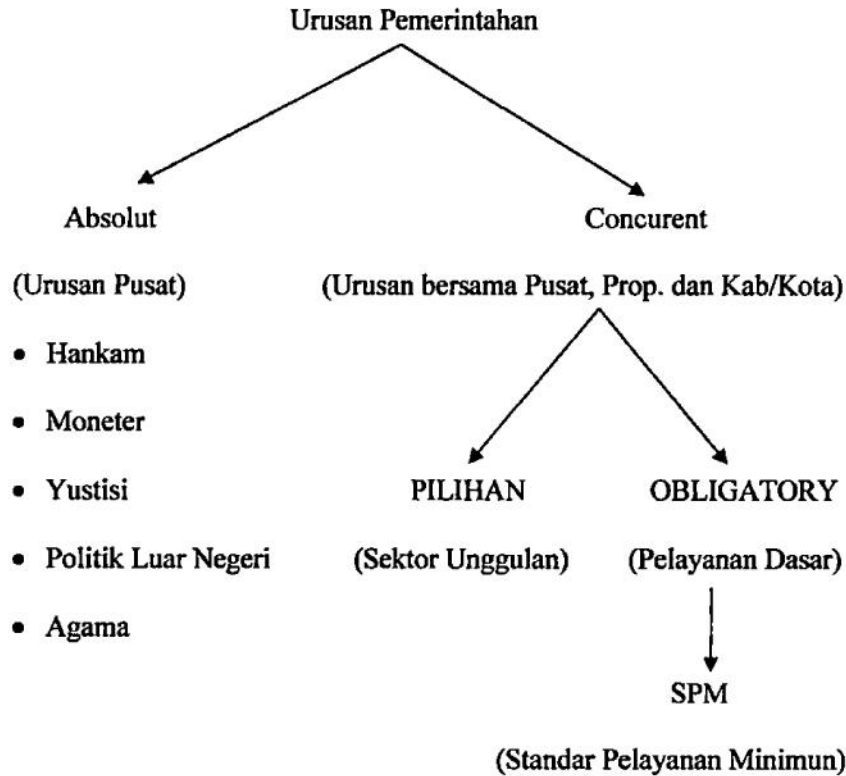 Urusan Pemerintahan
Absolut
(Urusan Pusat)
• Hankam
• Moneter
• Yustisi
• Politik Luar Negeri
• Agama
Concurent
(Urusan bersama Pusat, Prop. dan Kab/Kota)
PILIHAN
(Sektor Unggulan)
OBLIGATORY
(Pelayanan Dasar)
SPM
(Standar Pelayanan Minimun)